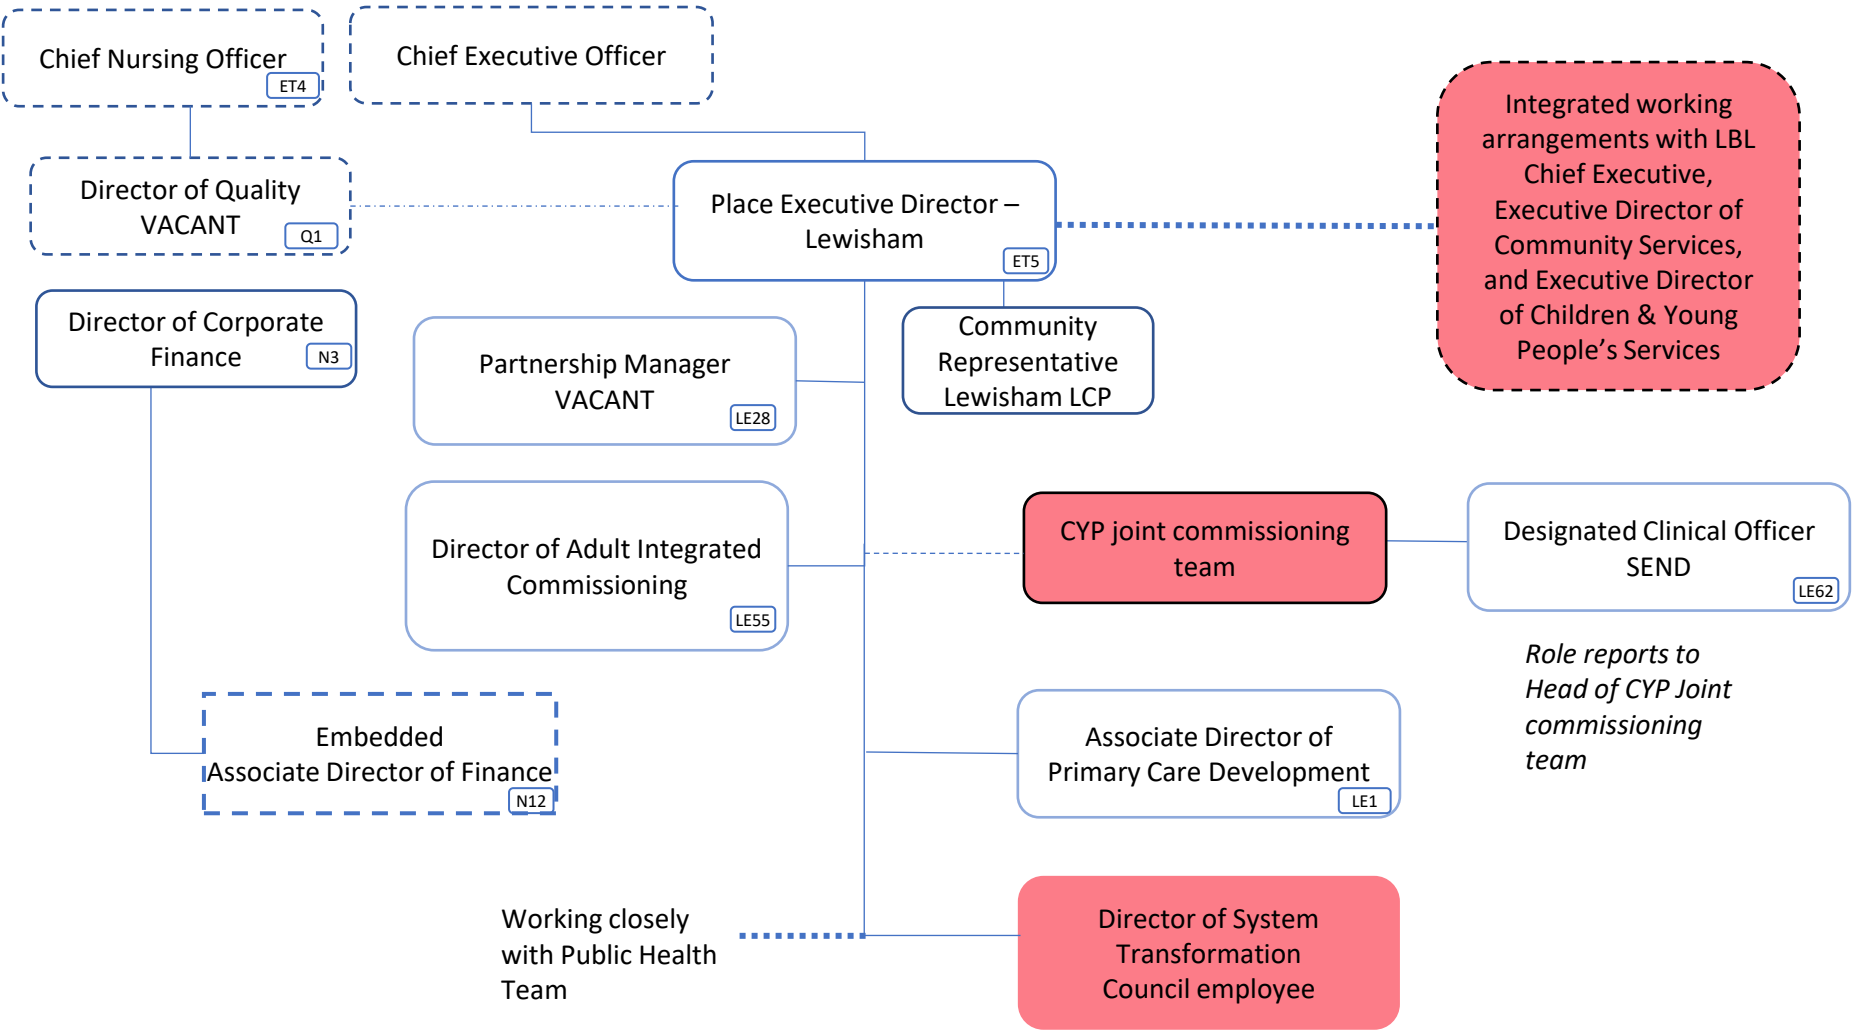 Chief Nursing Officer
ET4
Chief Executive Officer
Integrated working
arrangements with LBL
Chief Executive,
Executive Director of
Community Services,
and Executive Director
of Children & Young
People’s Services
Director of Quality
VACANT
Q1
Place Executive Director –
Lewisham
ET5
Director of Corporate
Finance
N3
Partnership Manager
VACANT
LE28
Community
Representative
Lewisham LCP
Director of Adult Integrated
Commissioning
LE55
CYP joint commissioning
team
Designated Clinical Officer
SEND
LE62
Role reports to
Head of CYP Joint
commissioning
team
Embedded
Associate Director of Finance
N12
Associate Director of
Primary Care Development
LE1
Working closely
with Public Health
Team
Director of System
Transformation
Council employee